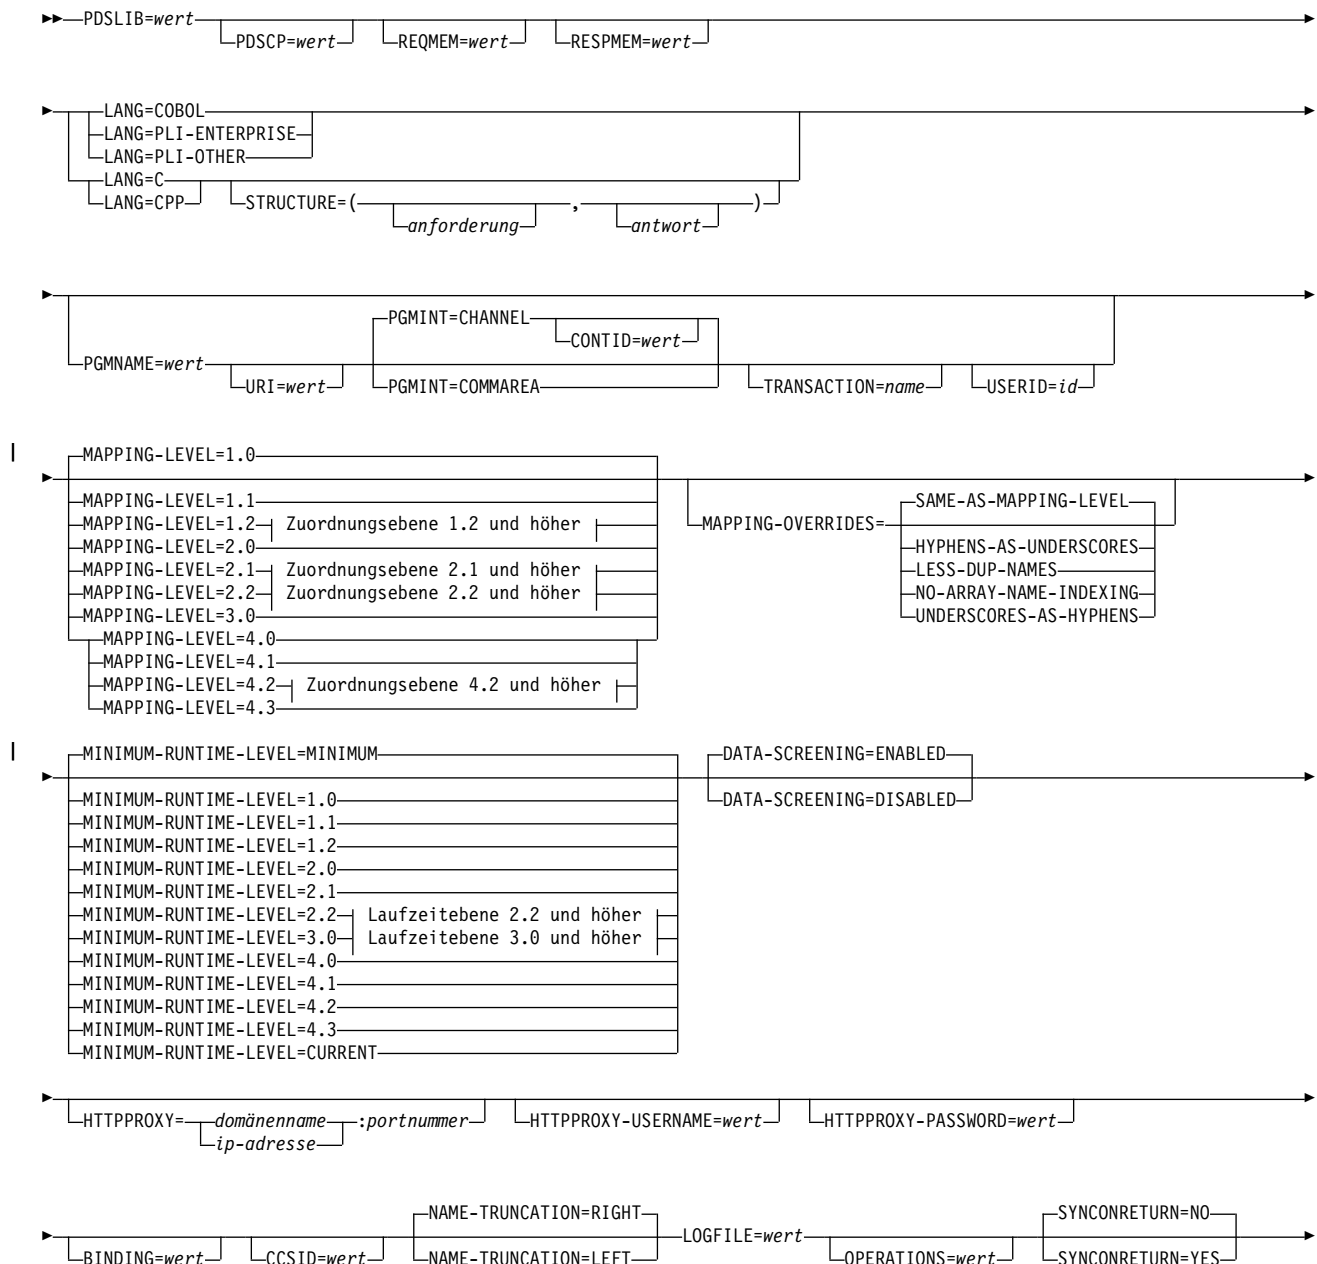 PDSLIB=wert
PDSCP=wert REQMEM=wert RESPMEM=wert
LANG=COBOL
LANG=PLI-ENTERPRISE
LANG=PLI-OTHER
LANG=C
LANG=CPP STRUCTURE=( , )
anforderung antwort
PGMINT=CHANNEL
CONTID=wert
PGMNAME=wert
URI=wert PGMINT=COMMAREA TRANSACTION=name USERID=id
MAPPING-LEVEL=1.0
MAPPING-LEVEL=1.1 SAME-AS-MAPPING-LEVEL
MAPPING-LEVEL=1.2 Zuordnungsebene 1.2 und höher MAPPING-OVERRIDES=
MAPPING-LEVEL=2.0 HYPHENS-AS-UNDERSCORES
MAPPING-LEVEL=2.1 Zuordnungsebene 2.1 und höher LESS-DUP-NAMES
MAPPING-LEVEL=2.2 Zuordnungsebene 2.2 und höher NO-ARRAY-NAME-INDEXING
MAPPING-LEVEL=3.0 UNDERSCORES-AS-HYPHENS
MAPPING-LEVEL=4.0
MAPPING-LEVEL=4.1
MAPPING-LEVEL=4.2 Zuordnungsebene 4.2 und höher
MAPPING-LEVEL=4.3
MINIMUM-RUNTIME-LEVEL=MINIMUM DATA-SCREENING=ENABLED
MINIMUM-RUNTIME-LEVEL=1.0 DATA-SCREENING=DISABLED
MINIMUM-RUNTIME-LEVEL=1.1
MINIMUM-RUNTIME-LEVEL=1.2
MINIMUM-RUNTIME-LEVEL=2.0
MINIMUM-RUNTIME-LEVEL=2.1
MINIMUM-RUNTIME-LEVEL=2.2 Laufzeitebene 2.2 und höher
MINIMUM-RUNTIME-LEVEL=3.0 Laufzeitebene 3.0 und höher
MINIMUM-RUNTIME-LEVEL=4.0
MINIMUM-RUNTIME-LEVEL=4.1
MINIMUM-RUNTIME-LEVEL=4.2
MINIMUM-RUNTIME-LEVEL=4.3
MINIMUM-RUNTIME-LEVEL=CURRENT
HTTPPROXY= domänenname :portnummer HTTPPROXY-USERNAME=wert HTTPPROXY-PASSWORD=wert
ip-adresse
NAME-TRUNCATION=RIGHT SYNCONRETURN=NO
LOGFILE=wert
BINDING=wert CCSID=wert NAME-TRUNCATION=LEFT OPERATIONS=wert SYNCONRETURN=YES